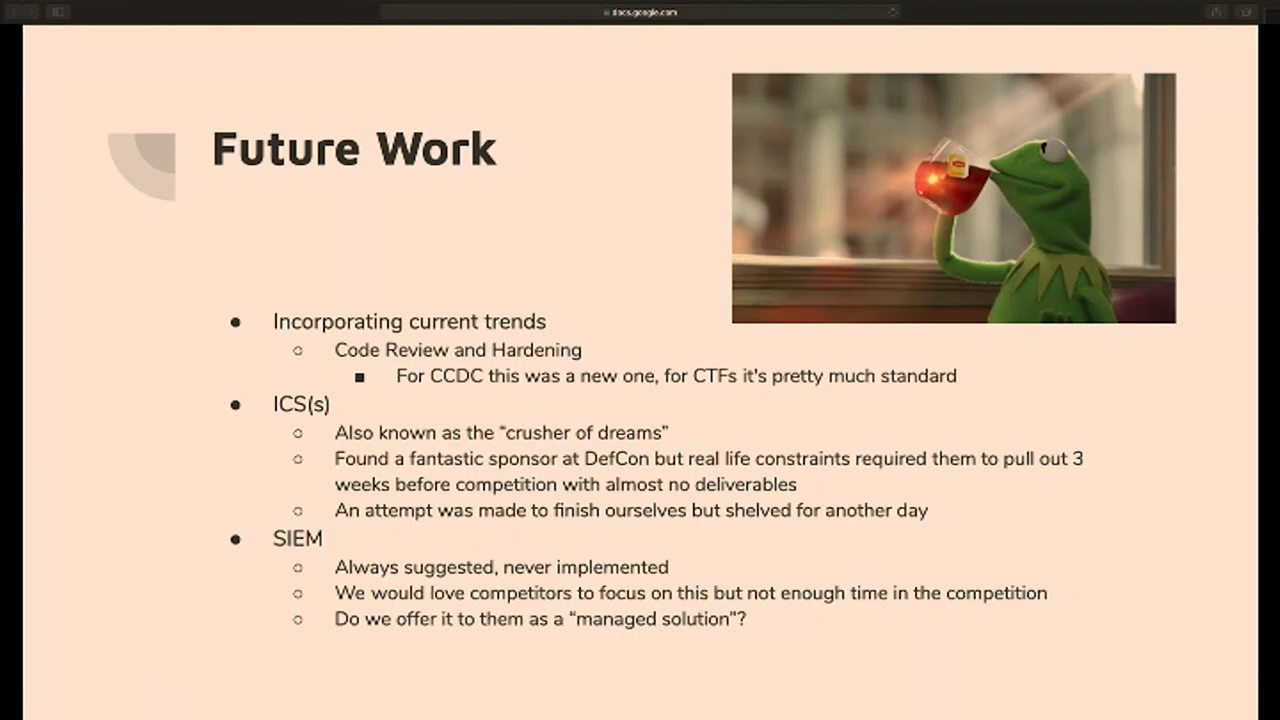 docs.google.com
Future Work
● Incorporating current trends
○ Code Review and Hardening
■ For CCDC this was a new one, for CTFs it's pretty much standard
● ICS(s)
○ Also known as the “crusher of dreams”
○ Found a fantastic sponsor at DefCon but real life constraints required them to pull out 3
weeks before competition with almost no deliverables
○ An attempt was made to finish ourselves but shelved for another day
● SIEM
○ Always suggested, never implemented
○ We would love competitors to focus on this but not enough time in the competition
○ Do we offer it to them as a “managed solution”?